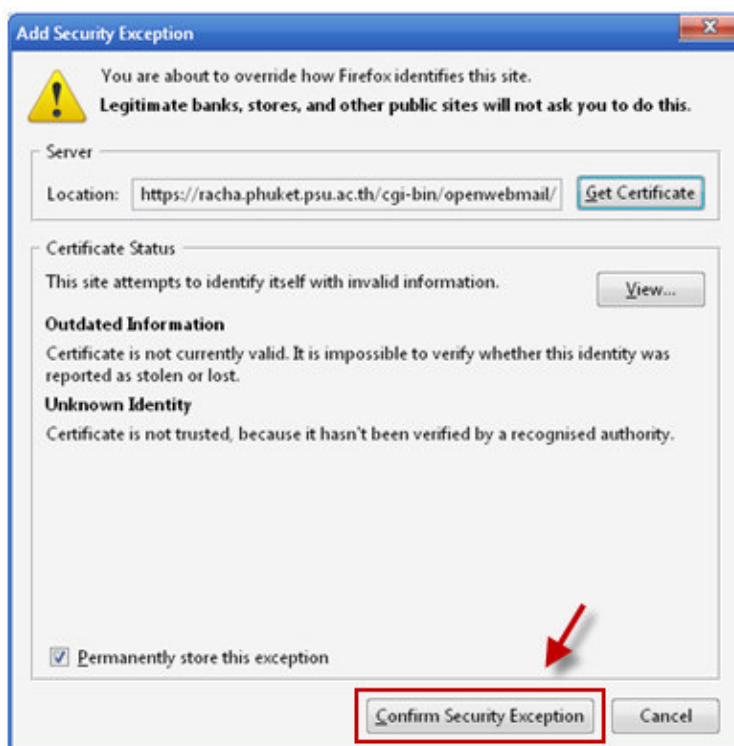 Add Security Exception
You are about to override how Firefox identifies this site.
Legitimate banks, stores, and other public sites will not ask you to do this.
Server
Location: https://racha.phuket.psu.ac.th/cgi-bin/openwebmail/ Get Certificate
Certificate Status
This site attempts to identify itself with invalid information. View...
Outdated Information
Certificate is not currently valid. It is impossible to verify whether this identity was
reported as stolen or lost.
Unknown Identity
Certificate is not trusted, because it hasn't been verified by a recognised authority.
Permanently store this exception
Confirm Security Exception Cancel